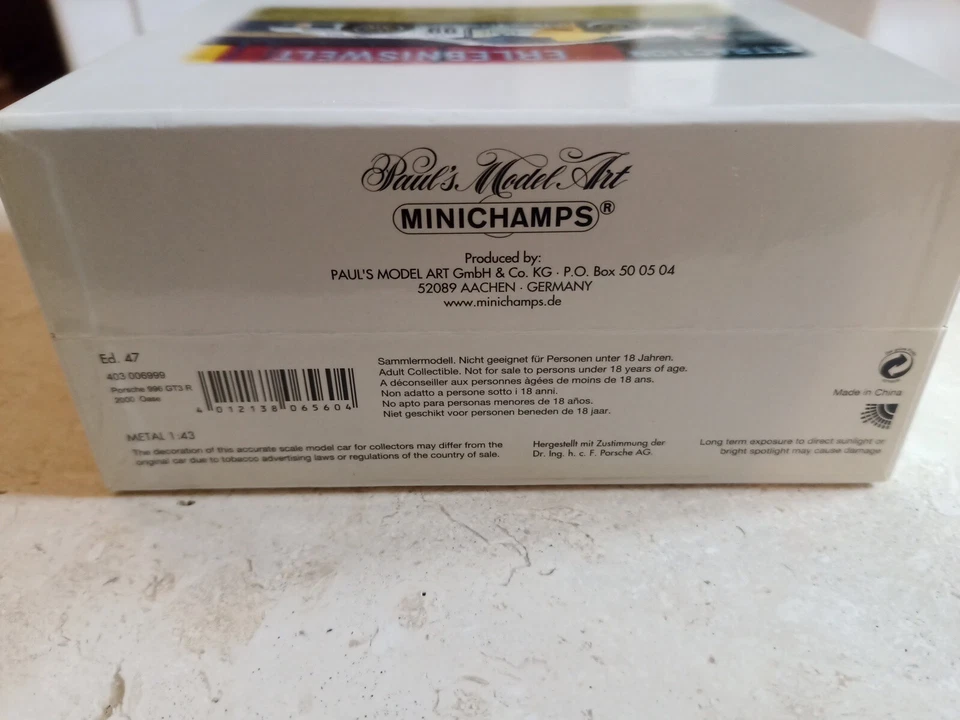 ERLEBNISWELT
Paul's Model Art
MINICHAMPS®
Produced by:
PAUL'S MODEL ART GmbH & Co. KG · P.O. Box 50 05 04
52089 AACHEN · GERMANY
www.minichamps.de
Ed. 47
403 006999
Porsche 996 GT3 R
2000 Oase
4 012138 065604
METAL 1:43
The decoration of this accurate scale model car for collectors may differ from the
original car due to tobacco advertising laws or regulations of the country of sale.
Sammlermodell. Nicht geeignet für Personen unter 18 Jahren.
Adult Collectible. Not for sale to persons under 18 years of age.
A déconseiller aux personnes âgées de moins de 18 ans.
Non adatto a persone sotto i 18 anni.
No apto para personas menores de 18 años.
Niet geschikt voor personen beneden de 18 jaar.
Hergestellt mit Zustimmung der
Dr. Ing. h. c. F. Porsche AG.
Made in China
Long term exposure to direct sunlight or
bright spotlight may cause damage